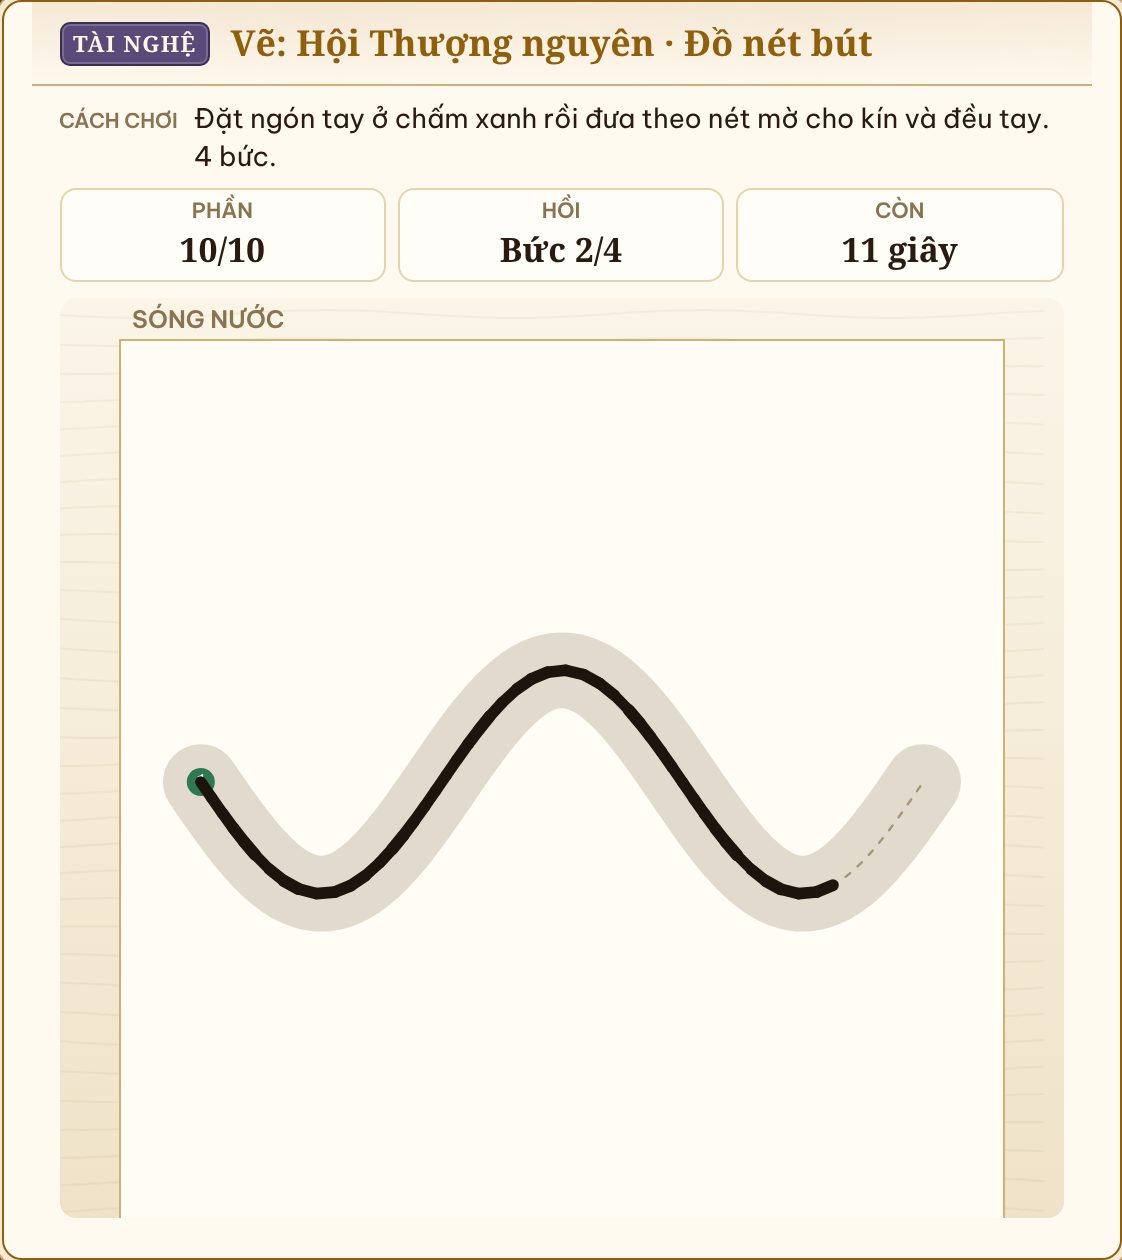 TÀI NGHỆ
Vẽ: Hội Thượng nguyên · Đồ nét bút
CÁCH CHƠI
Đặt ngón tay ở chấm xanh rồi đưa theo nét mờ cho kín và đều tay.
4 bức.
PHẦN
10/10
HỒI
Bức 2/4
CÒN
11 giây
SÓNG NƯỚC